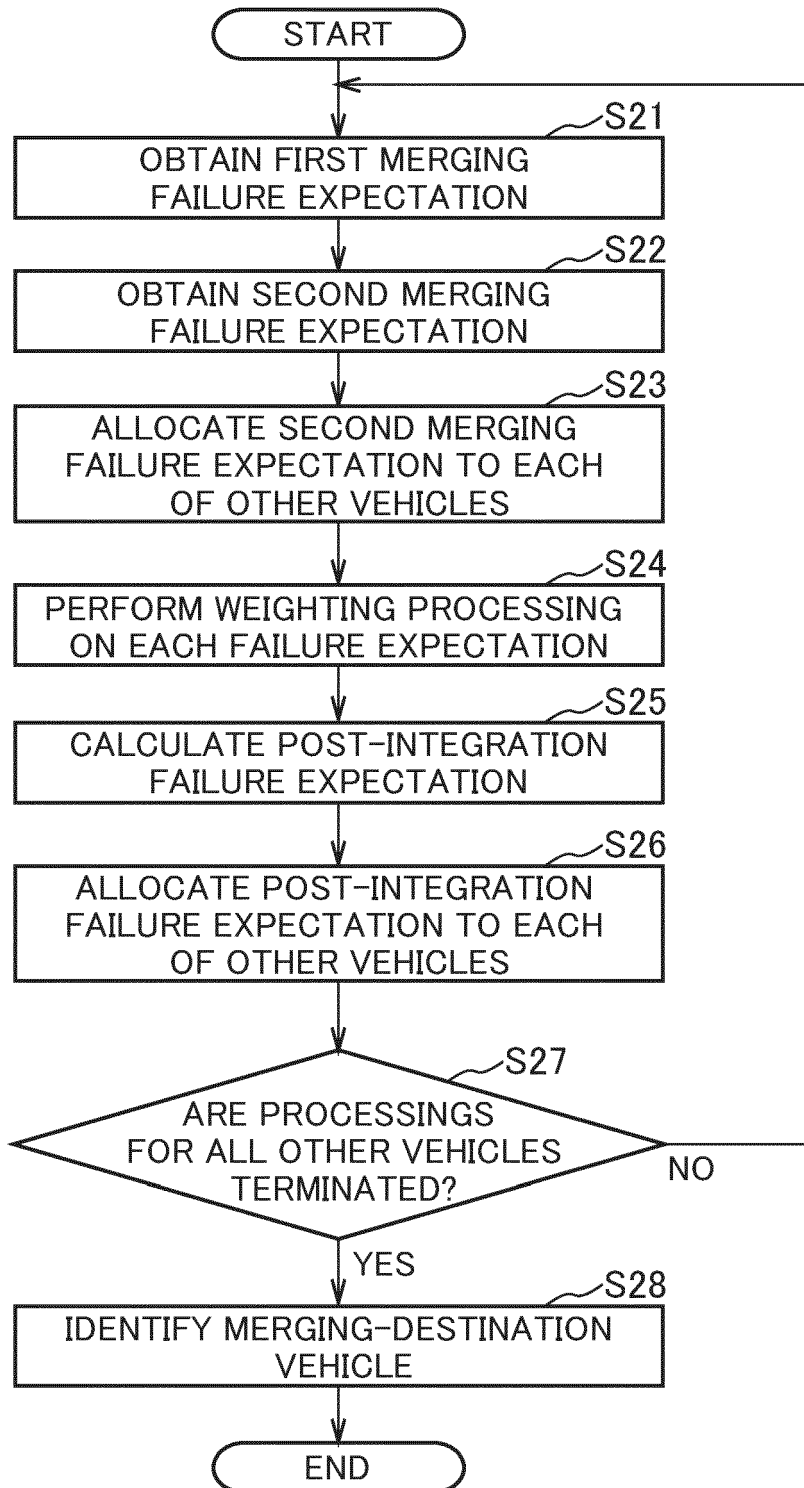 START
S21
OBTAIN FIRST MERGING
FAILURE EXPECTATION
S22
OBTAIN SECOND MERGING
FAILURE EXPECTATION
S23
ALLOCATE SECOND MERGING
FAILURE EXPECTATION TO EACH
OF OTHER VEHICLES
S24
PERFORM WEIGHTING PROCESSING
ON EACH FAILURE EXPECTATION
S25
CALCULATE POST-INTEGRATION
FAILURE EXPECTATION
S26
ALLOCATE POST-INTEGRATION
FAILURE EXPECTATION TO EACH
OF OTHER VEHICLES
S27
ARE PROCESSINGS
FOR ALL OTHER VEHICLES
TERMINATED?
NO
YES
S28
IDENTIFY MERGING-DESTINATION
VEHICLE
END